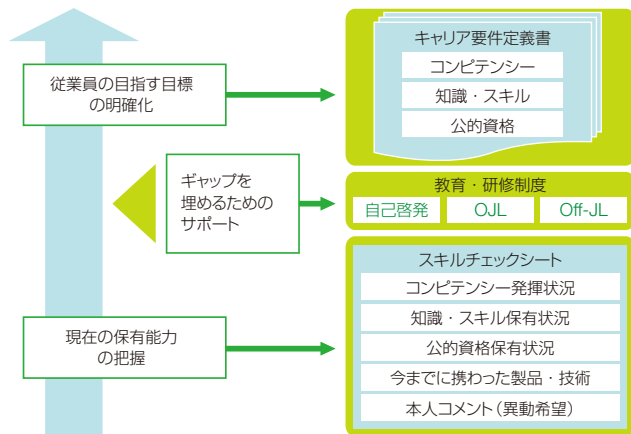 従業員の目指す目標
の明確化
キャリア要件定義書
コンピテンシー
知識・スキル
公的資格
ギャップを
埋めるための
サポート
教育・研修制度
自己啓発
OJL
Off-JL
現在の保有能力
の把握
スキルチェックシート
コンピテンシー発揮状況
知識・スキル保有状況
公的資格保有状況
今までに携わった製品・技術
本人コメント（異動希望）